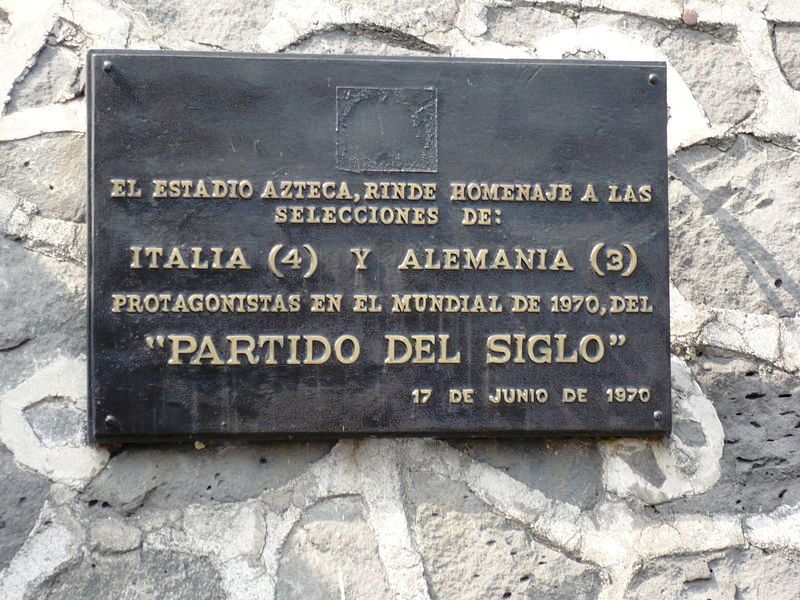 EL ESTADIO AZTECA, RINDE HOMENAJE A LAS
SELECCIONES DE:
ITALIA (4) Y ALEMANIA (3)
PROTAGONISTAS EN EL MUNDIAL DE 1970, DEL
"PARTIDO DEL SIGLO"
17 DE JUNIO DE 1970